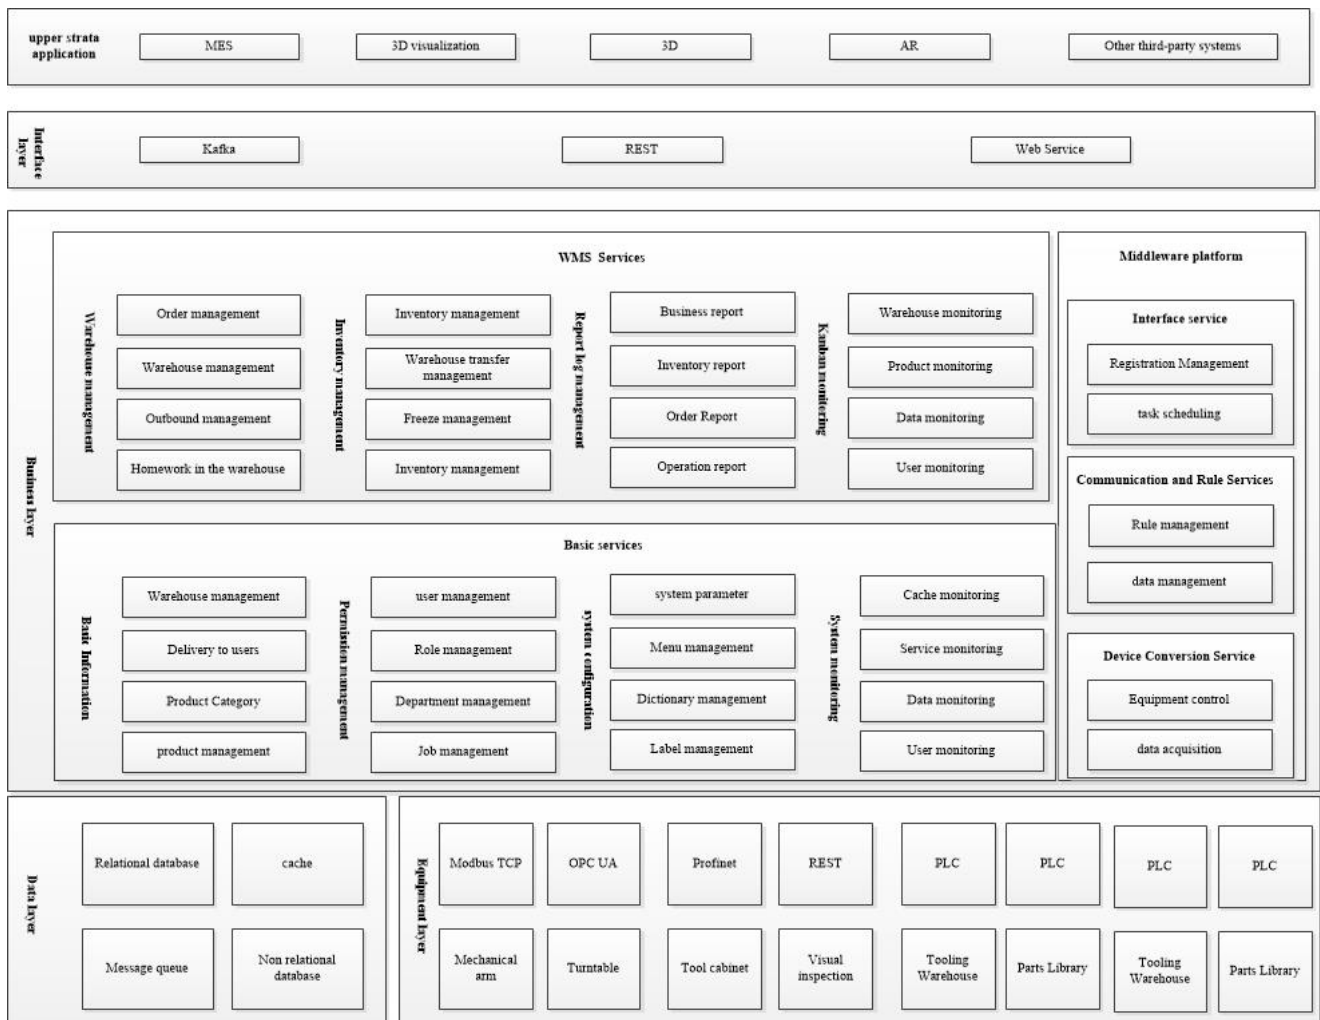 upper strata
application
MES
3D visualization
3D
AR
Other third-party systems
Interface
layer
Kafka
REST
Web Service
Business layer
WMS Services
Warehouse management
Order management
Warehouse management
Outbound management
Homework in the warehouse
Inventory management
Inventory management
Warehouse transfer
management
Freeze management
Inventory management
Report log management
Business report
Inventory report
Order Report
Operation report
Kanban monitoring
Warehouse monitoring
Product monitoring
Data monitoring
User monitoring
Basic services
Basic Information
Warehouse management
Delivery to users
Product Category
product management
Permission management
user management
Role management
Department management
Job management
system configuration
system parameter
Menu management
Dictionary management
Label management
System monitoring
Cache monitoring
Service monitoring
Data monitoring
User monitoring
Middleware platform
Interface service
Registration Management
task scheduling
Communication and Rule Services
Rule management
data management
Device Conversion Service
Equipment control
data acquisition
Data layer
Relational database
cache
Message queue
Non relational
database
Equipment layer
Modbus TCP
OPC UA
Profinet
REST
PLC
PLC
PLC
PLC
Mechanical
arm
Turntable
Tool cabinet
Visual
inspection
Tooling
Warehouse
Parts Library
Tooling
Warehouse
Parts Library